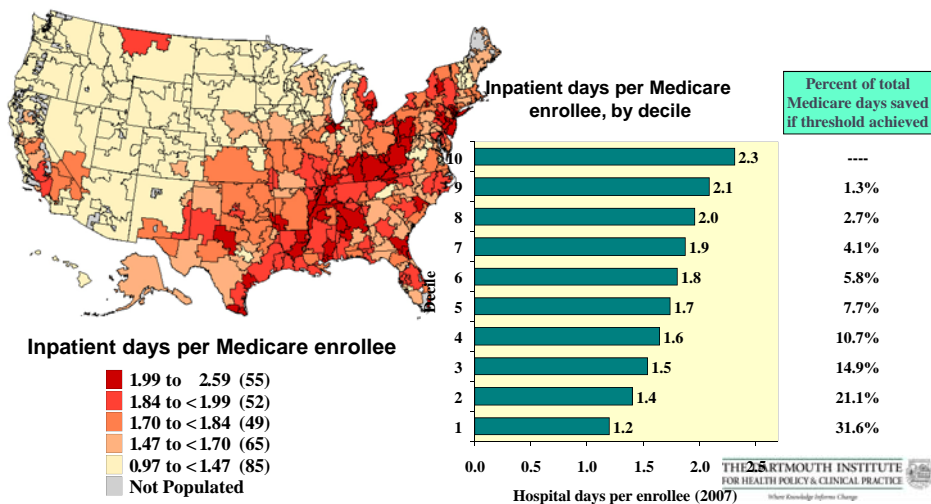 Inpatient days per Medicare
enrollee, by decile
Percent of total
Medicare days saved
if threshold achieved
Decile
10 2.3 ----
9 2.1 1.3%
8 2.0 2.7%
7 1.9 4.1%
6 1.8 5.8%
5 1.7 7.7%
4 1.6 10.7%
3 1.5 14.9%
2 1.4 21.1%
1 1.2 31.6%
0.0 0.5 1.0 1.5 2.0 2.5
Hospital days per enrollee (2007)
Inpatient days per Medicare enrollee
1.99 to 2.59 (55)
1.84 to < 1.99 (52)
1.70 to < 1.84 (49)
1.47 to < 1.70 (65)
0.97 to < 1.47 (85)
Not Populated
THE DARTMOUTH INSTITUTE
FOR HEALTH POLICY & CLINICAL PRACTICE
Where Knowledge Informs Change